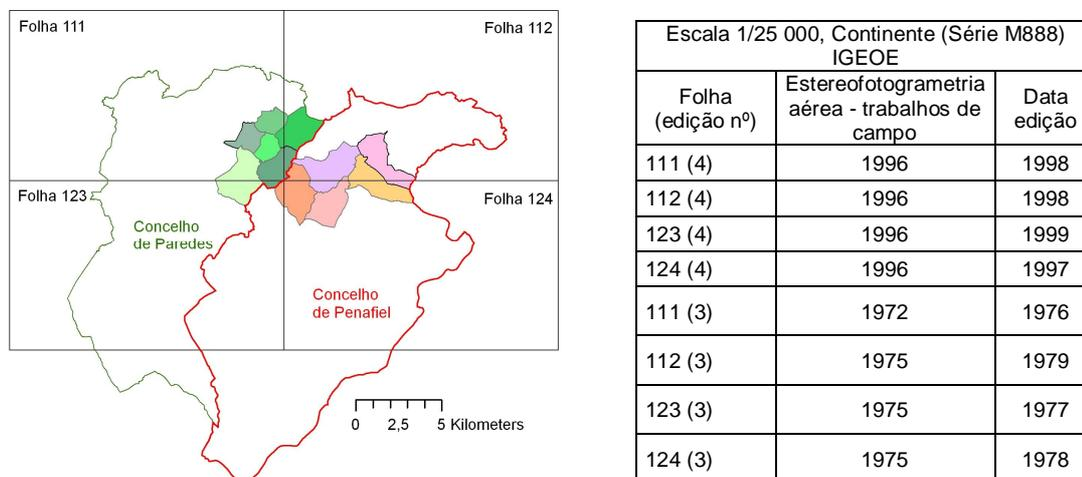 Folha 111
Folha 112
Folha 123
Folha 124
Concelho
de Paredes
Concelho
de Penafiel
0 2,5 5 Kilometers
Escala 1/25 000, Continente (Série M888)
IGEOE
Folha
(edição nº)
Estereofotogrametria
aérea - trabalhos de
campo
Data
edição
111 (4) 1996 1998
112 (4) 1996 1998
123 (4) 1996 1999
124 (4) 1996 1997
111 (3) 1972 1976
112 (3) 1975 1979
123 (3) 1975 1977
124 (3) 1975 1978